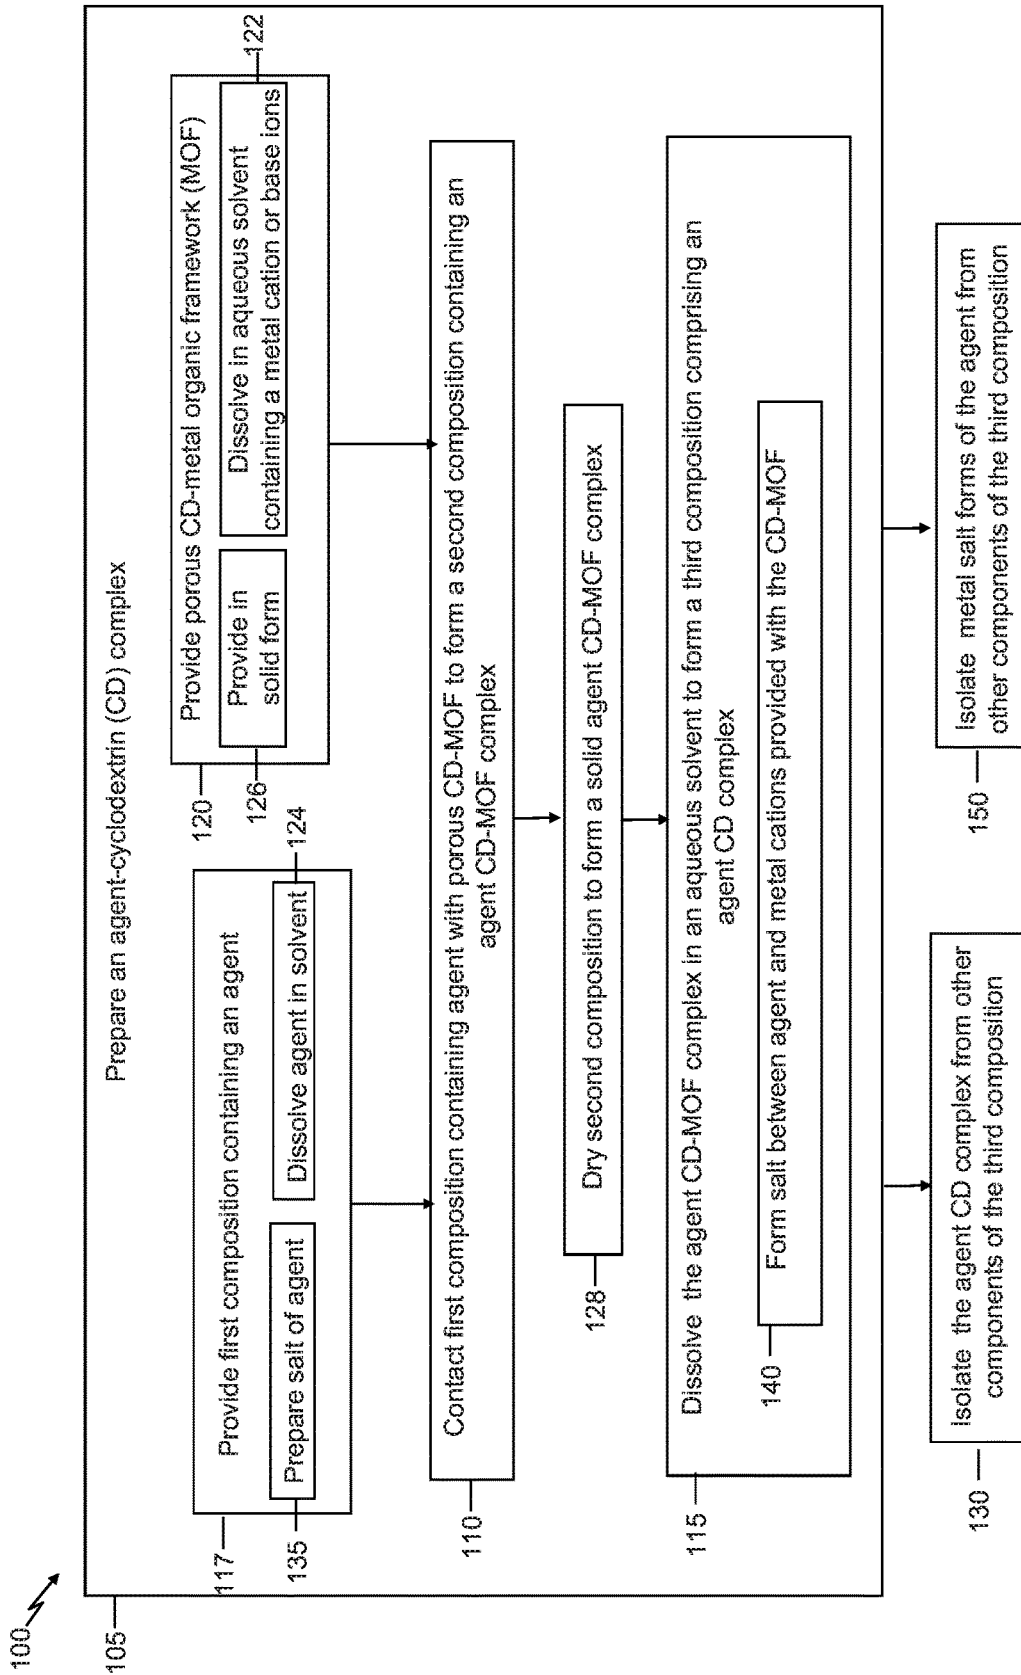 100
105
Prepare an agent-cyclodextrin (CD) complex
117
Provide first composition containing an agent
135
Prepare salt of agent
Dissolve agent in solvent
124
120
Provide porous CD-metal organic framework (MOF)
126
Provide in
solid form
Dissolve in aqueous solvent
containing a metal cation or base ions
122
110
Contact first composition containing agent with porous CD-MOF to form a second composition containing an
agent CD-MOF complex
128
Dry second composition to form a solid agent CD-MOF complex
115
Dissolve the agent CD-MOF complex in an aqueous solvent to form a third composition comprising an
agent CD complex
140
Form salt between agent and metal cations provided with the CD-MOF
130
Isolate the agent CD complex from other
components of the third composition
150
Isolate metal salt forms of the agent from
other components of the third composition